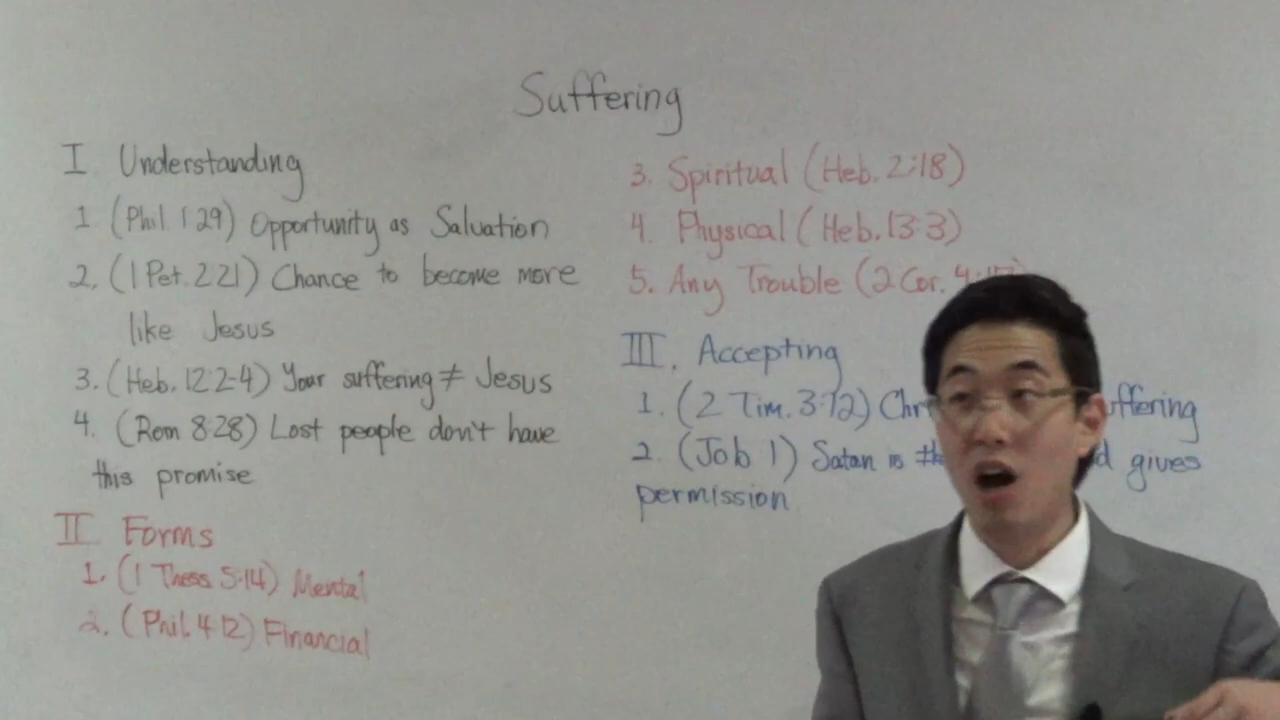 Suffering
I Understanding
1. (Phil. 1:29) Opportunity as Salvation
2. (1 Pet. 2:21) Chance to become more
like Jesus
3. (Heb. 12:2-4) Your suffering ≠ Jesus
4. (Rom 8:28) Lost people don't have
this promise
II Forms
1. (1 Thess 5:14) Mental
2. (Phil. 4:12) Financial
3. Spiritual (Heb. 2:18)
4. Physical (Heb. 13:3)
5. Any Trouble (2 Cor.
III. Accepting
1. (2 Tim. 3:12)
2. (Job 1) Satan is gives
permission